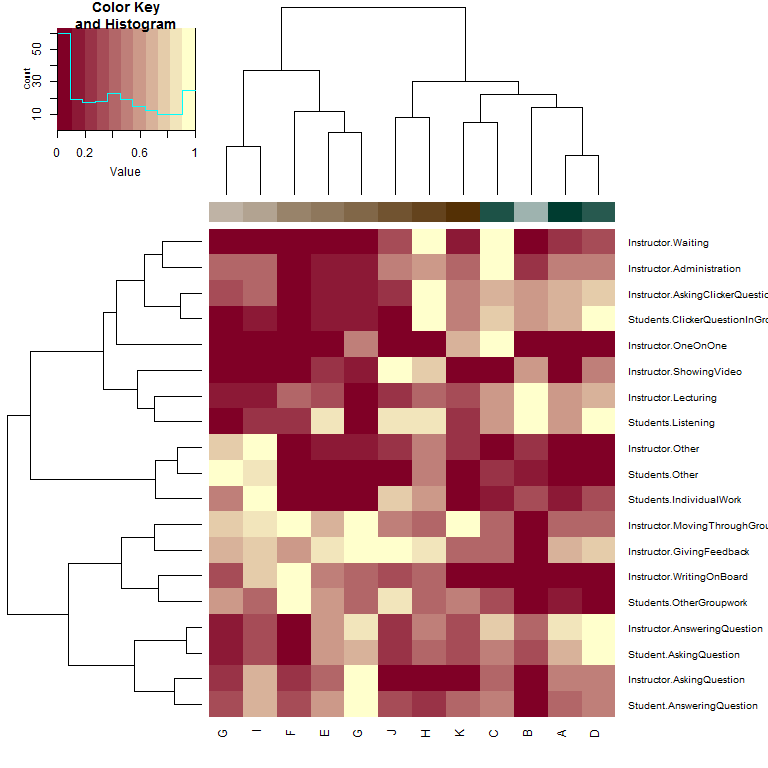 Color Key
and Histogram
Count
10 30 50
0 0.2 0.6 1
Value
Instructor.Waiting
Instructor.Administration
Instructor.AskingClickerQuestio
Students.ClickerQuestionInGro
Instructor.OneOnOne
Instructor.ShowingVideo
Instructor.Lecturing
Students.Listening
Instructor.Other
Students.Other
Students.IndividualWork
Instructor.MovingThroughGrou
Instructor.GivingFeedback
Instructor.WritingOnBoard
Students.OtherGroupwork
Instructor.AnsweringQuestion
Student.AskingQuestion
Instructor.AskingQuestion
Student.AnsweringQuestion
G I F E G J H K C B A D